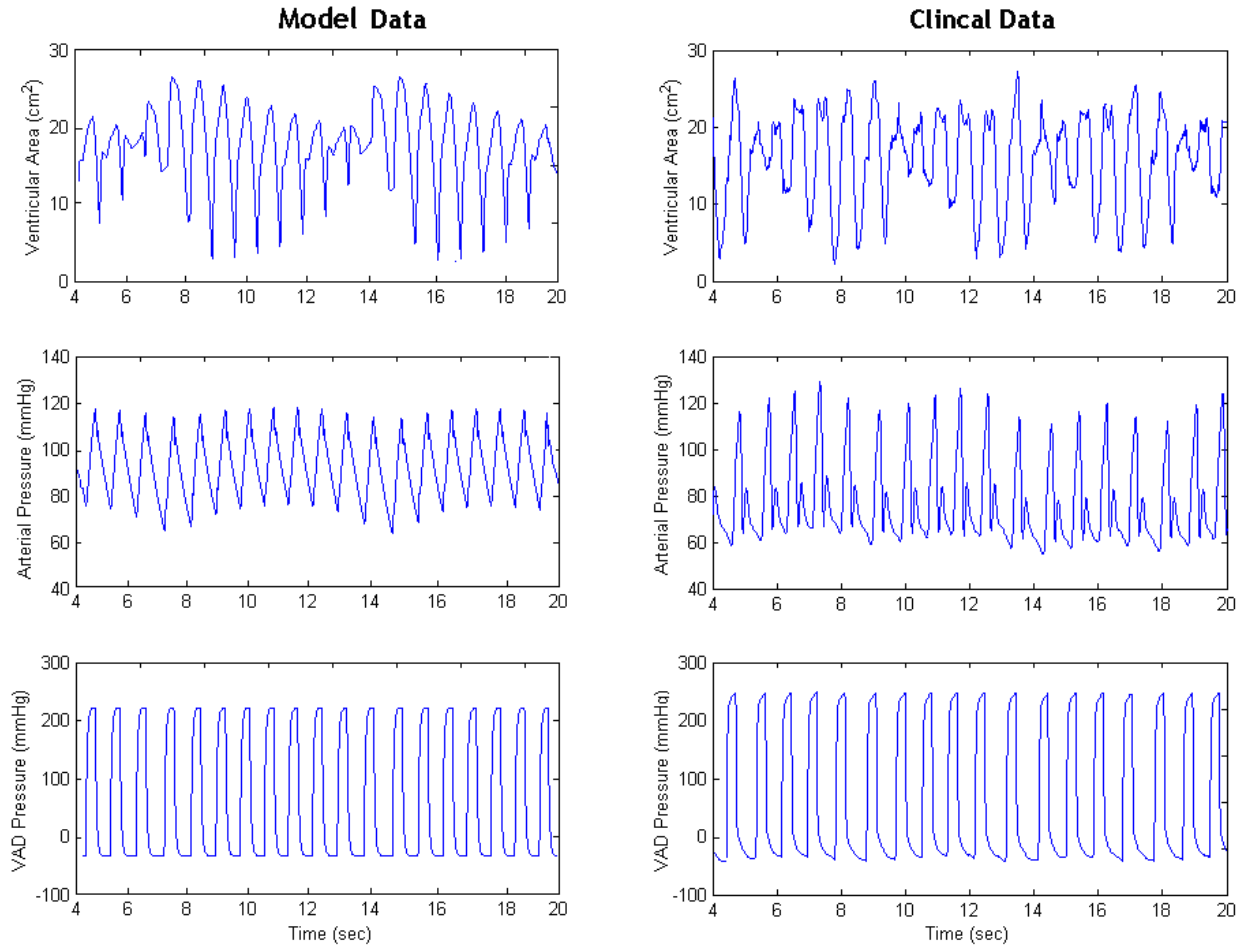 Model Data
Clincal Data
Ventricular Area (cm²)
30
20
10
0
4 6 8 10 12 14 16 18 20
Ventricular Area (cm²)
30
20
10
0
4 6 8 10 12 14 16 18 20
Arterial Pressure (mmHg)
140
120
100
80
60
40
4 6 8 10 12 14 16 18 20
Arterial Pressure (mmHg)
140
120
100
80
60
40
4 6 8 10 12 14 16 18 20
VAD Pressure (mmHg)
300
200
100
0
-100
4 6 8 10 12 14 16 18 20
Time (sec)
VAD Pressure (mmHg)
300
200
100
0
-100
4 6 8 10 12 14 16 18 20
Time (sec)